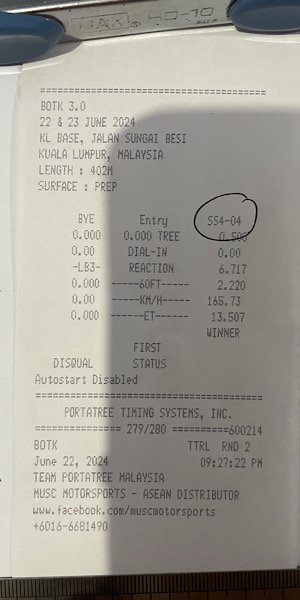 MAX ® HD-70
==========================================
BOTK 3.0
22 & 23 JUNE 2024
KL BASE, JALAN SUNGAI BESI
KUALA LUMPUR, MALAYSIA
LENGTH : 402M
SURFACE : PREP
BYE Entry SS4-04
0.000 0.000 TREE 0.500
0.00 DIAL-IN 0.00
-LB3- REACTION 6.717
0.000 ------60FT----- 2.220
0.00 ------KM/H----- 165.73
0.000 -------ET------ 13.507
WINNER
FIRST
DISQUAL STATUS
Autostart Disabled
==========================================
PORTATREE TIMING SYSTEMS, INC.
================ 279/280 ==========600214
BOTK TTRL RND 2
June 22, 2024 09:27:22 PM
TEAM PORTATREE MALAYSIA
MUSC MOTORSPORTS - ASEAN DISTRIBUTOR
www.facebook.com/muscmotorsports
+6016-6681490